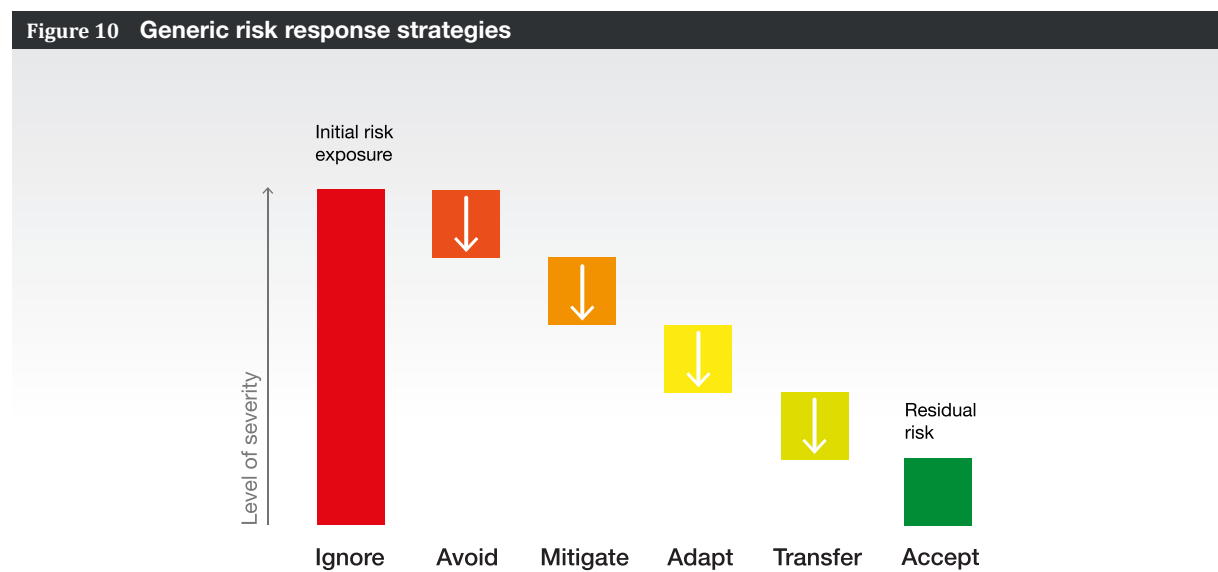 Figure 10 Generic risk response strategies
Initial risk
exposure
Level of severity
Residual
risk
Ignore Avoid Mitigate Adapt Transfer Accept